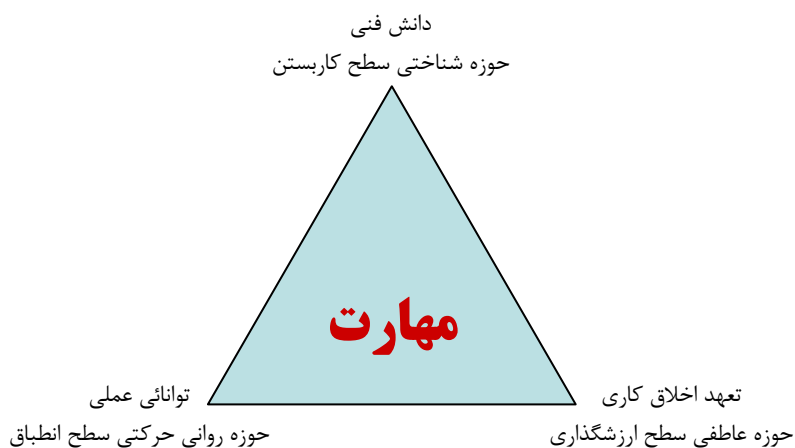 دانش فنی
حوزه شناختی سطح کاربستن
مهارت
تعهد اخلاق کاری
حوزه عاطفی سطح ارزشگذاری
توانائی عملی
حوزه روانی حرکتی سطح انطباق